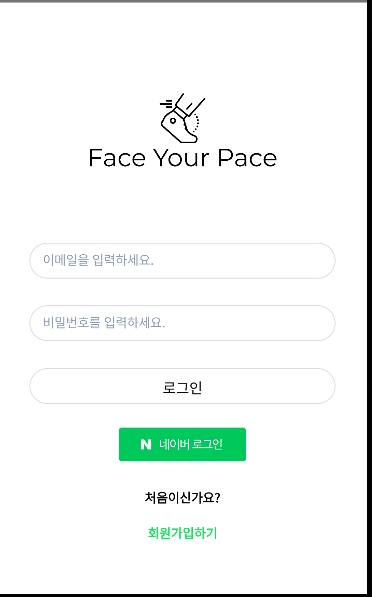 Face Your Pace
이메일을 입력하세요.
비밀번호를 입력하세요.
로그인
N 네이버 로그인
처음이신가요?
회원가입하기